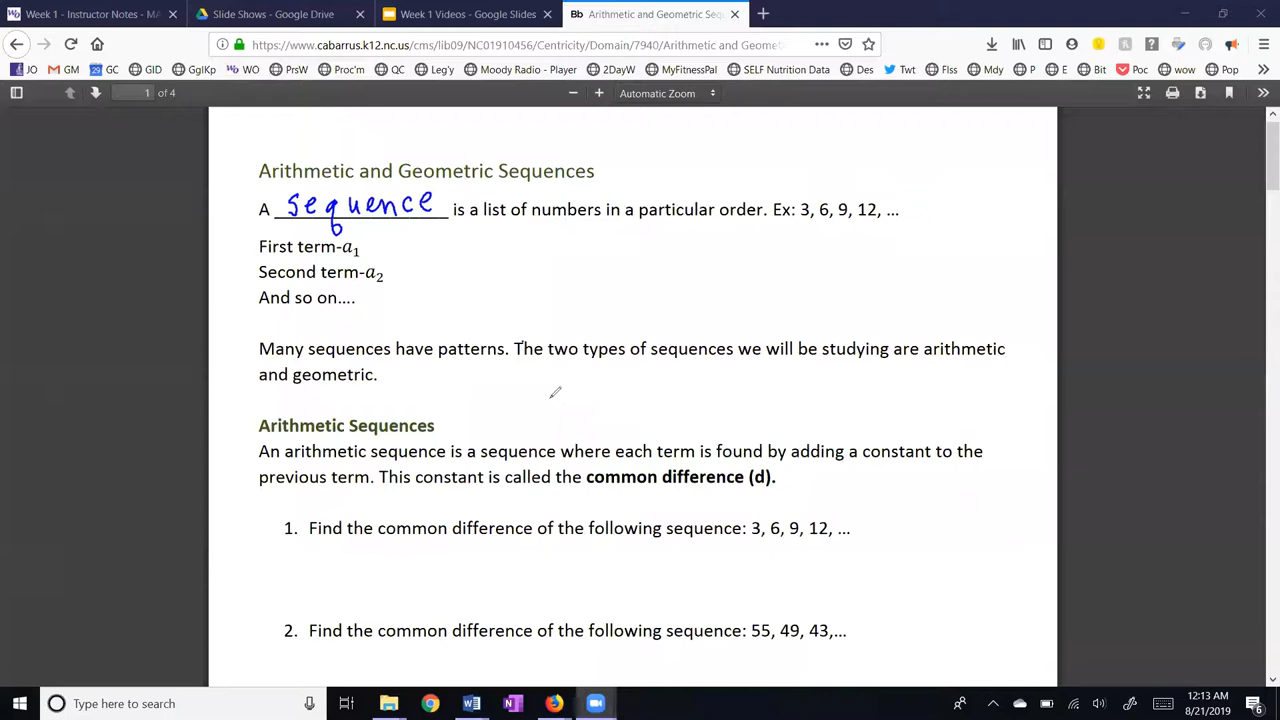 Week 1 - Instructor Notes - MA
Slide Shows - Google Drive
Week 1 Videos - Google Slides
Bb Arithmetic and Geometric Seq
https://www.cabarrus.k12.nc.us/cms/lib09/NC01910456/Centricity/Domain/7940/Arithmetic and Geomet
JO GM 29 GC GID GglKp WO PrsW Proc'm QC Leg'y Moody Radio - Player 2DayW MyFitnessPal SELF Nutrition Data Des Twt Flss Mdy P E Bit Poc wow Pop
1 of 4
Automatic Zoom
Arithmetic and Geometric Sequences
A sequence is a list of numbers in a particular order. Ex: 3, 6, 9, 12, ...
First term-a₁
Second term-a₂
And so on....
Many sequences have patterns. The two types of sequences we will be studying are arithmetic
and geometric.
Arithmetic Sequences
An arithmetic sequence is a sequence where each term is found by adding a constant to the
previous term. This constant is called the common difference (d).
1. Find the common difference of the following sequence: 3, 6, 9, 12, ...
2. Find the common difference of the following sequence: 55, 49, 43,...
Type here to search
12:13 AM
8/21/2019
6